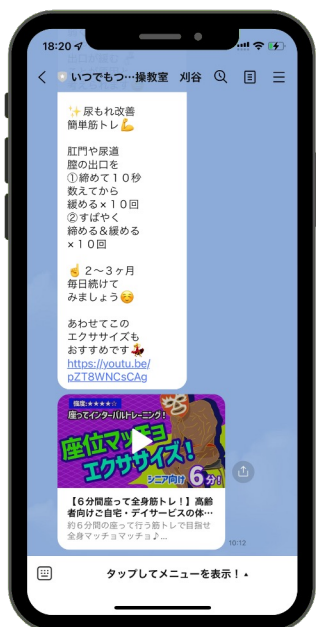 18:20
いつでもつ…操教室 刈谷
✨尿もれ改善
簡単筋トレ💪
肛門や尿道
膣の出口を
①締めて１０秒
数えてから
緩める×１０回
②すばやく
締める＆緩める
×１０回
☝️２〜３ヶ月
毎日続けて
みましょう😊
あわせてこの
エクササイズも
おすすめです💃
https://youtu.be/
pZT8WNCsCAg
強度:★★★★☆
座ってインターバルトレーニング！
座位マッチョ
エクササイズ！
シニア向け 6分！
【６分間座って全身筋トレ！】高齢
者向けご自宅・デイサービスの体…
約６分間の座って行う筋トレで目指せ
全身マッチョマッチョ♪...
10:12
タップしてメニューを表示！▲